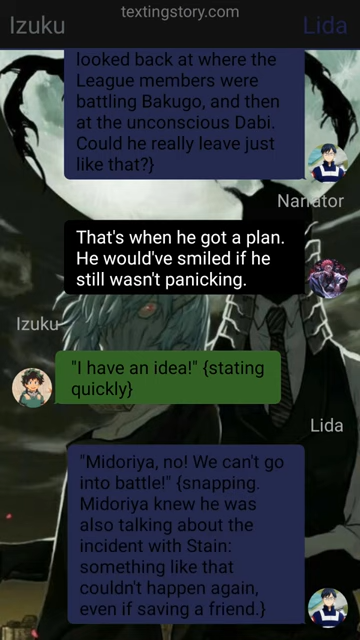 textingstory.com
Izuku
Lida
looked back at where the
League members were
battling Bakugo, and then
at the unconscious Dabi.
Could he really leave just
like that?}
Narrator
That's when he got a plan.
He would've smiled if he
still wasn't panicking.
Izuku
"I have an idea!" {stating
quickly}
Lida
"Midoriya, no! We can't go
into battle!" {snapping.
Midoriya knew he was
also talking about the
incident with Stain:
something like that
couldn't happen again,
even if saving a friend.}